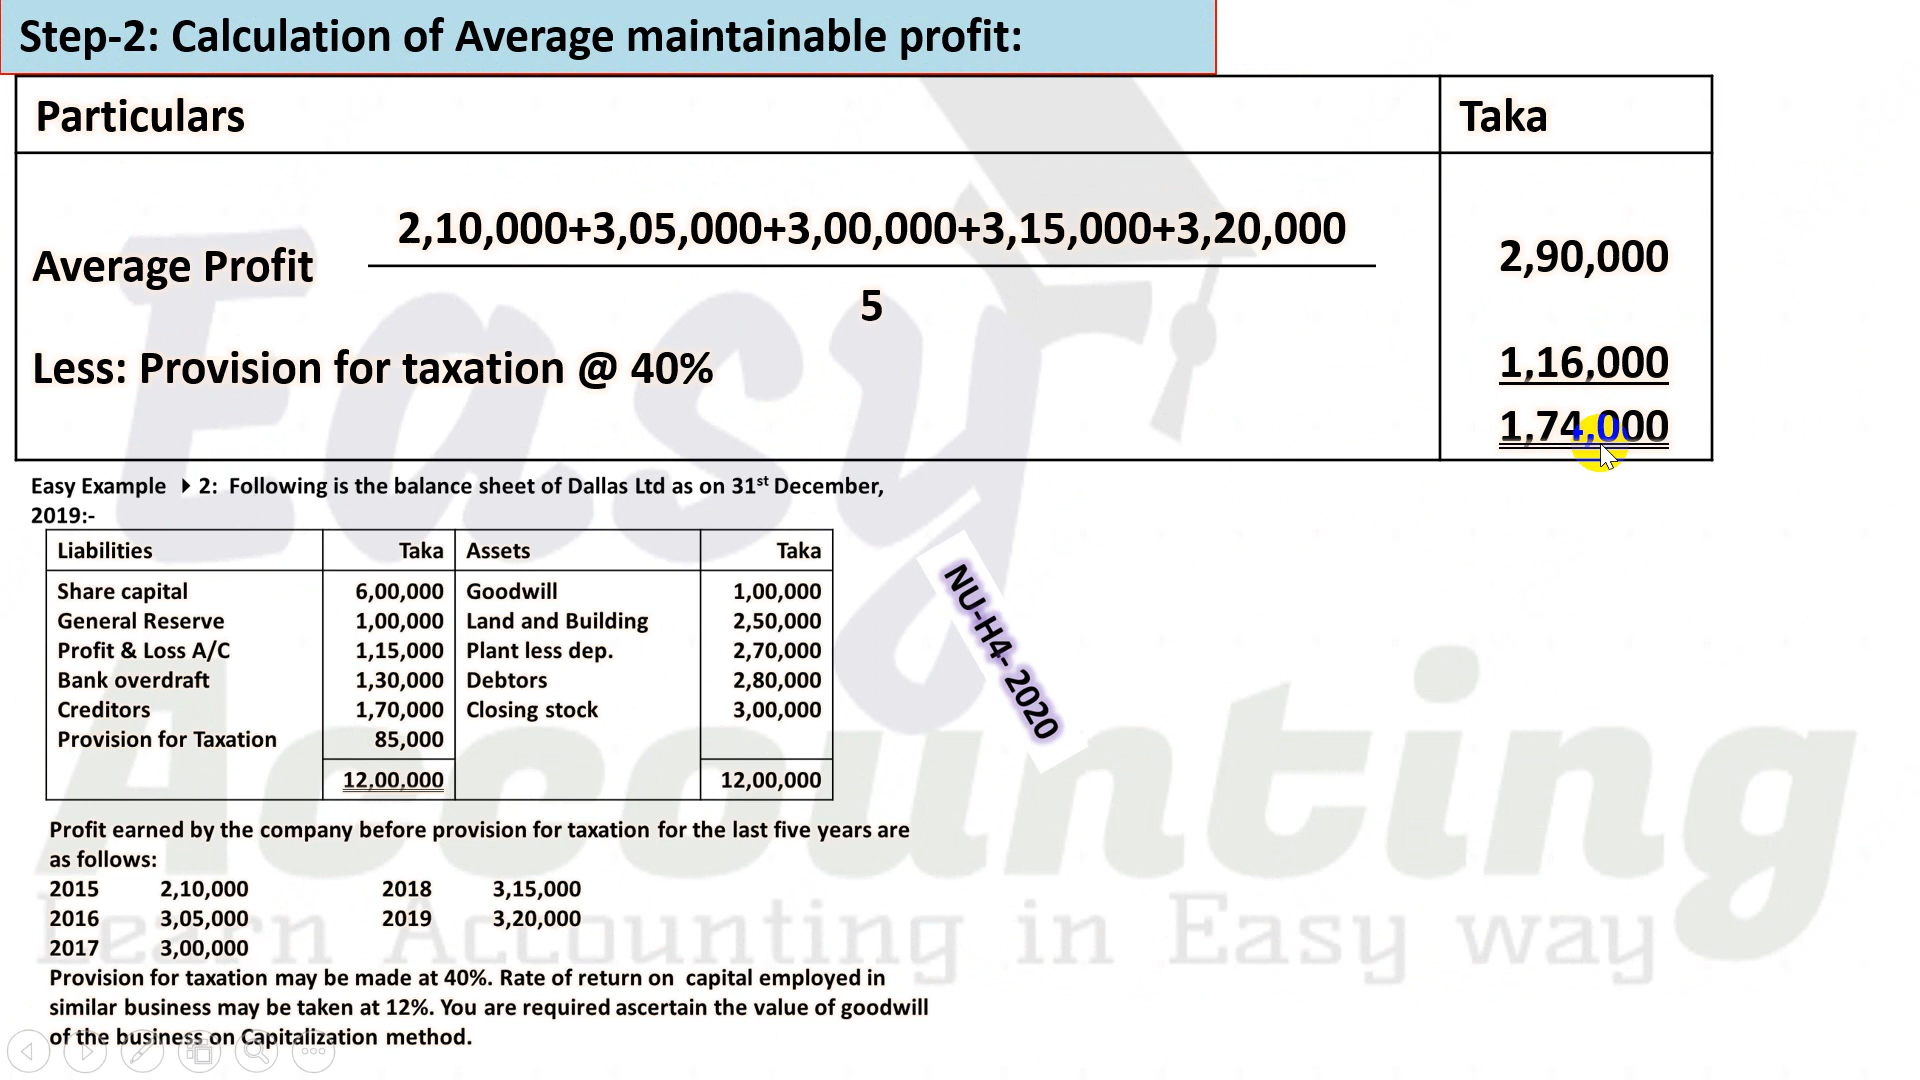 Step-2: Calculation of Average maintainable profit:
Particulars Taka
2,10,000+3,05,000+3,00,000+3,15,000+3,20,000
Average Profit 2,90,000
5
Less: Provision for taxation @ 40% 1,16,000
1,74,000
Easy Example 2: Following is the balance sheet of Dallas Ltd as on 31st December,
2019:-
Liabilities Taka Assets Taka
Share capital 6,00,000 Goodwill 1,00,000
General Reserve 1,00,000 Land and Building 2,50,000
Profit & Loss A/C 1,15,000 Plant less dep. 2,70,000
Bank overdraft 1,30,000 Debtors 2,80,000
Creditors 1,70,000 Closing stock 3,00,000
Provision for Taxation 85,000
12,00,000 12,00,000
NU-H4- 2020
Profit earned by the company before provision for taxation for the last five years are
as follows:
2015 2,10,000 2018 3,15,000
2016 3,05,000 2019 3,20,000
2017 3,00,000
Provision for taxation may be made at 40%. Rate of return on capital employed in
similar business may be taken at 12%. You are required ascertain the value of goodwill
of the business on Capitalization method.
Easy
Accounting
Learn Accounting in Easy way